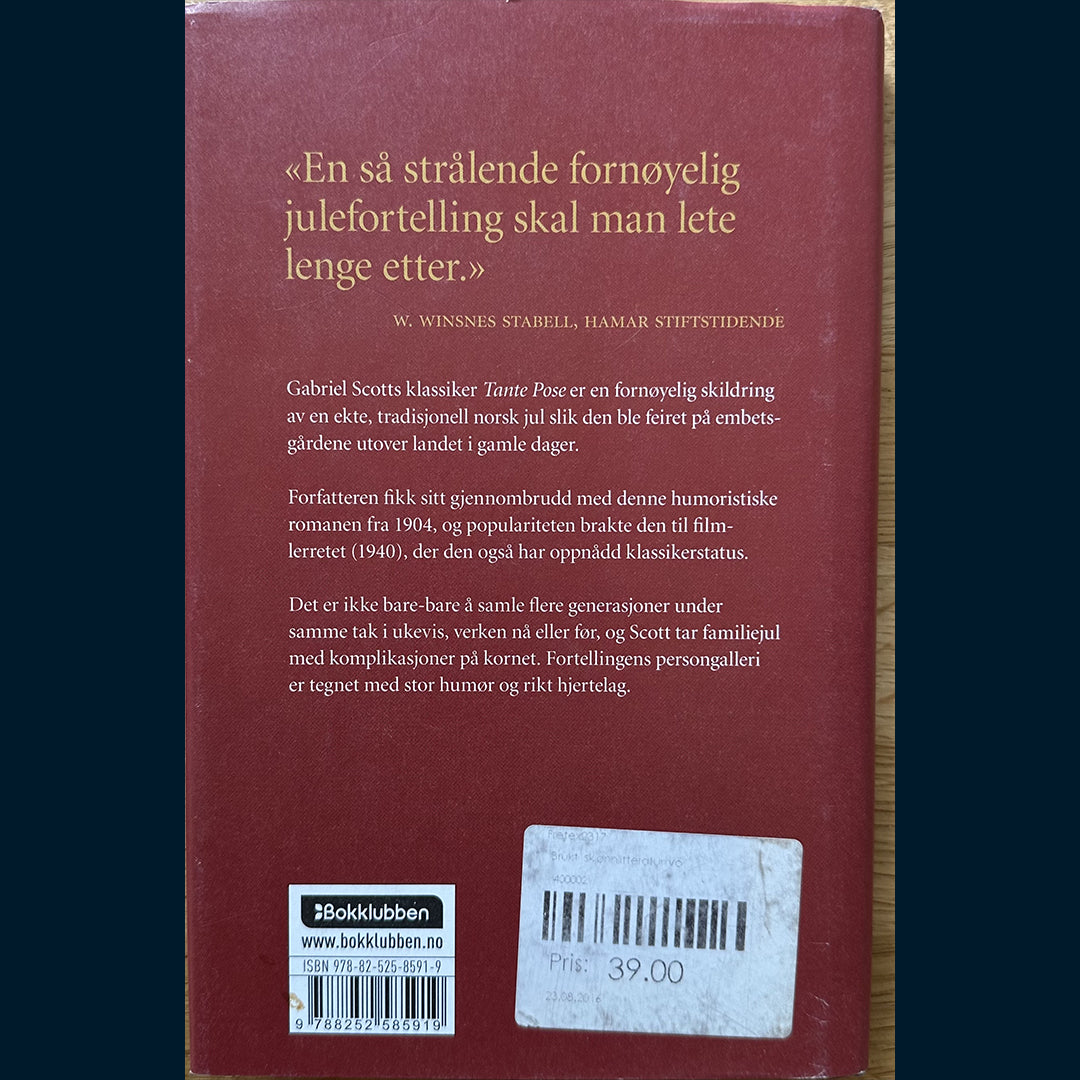 «En så strålende fornøyelig
julefortelling skal man lete
lenge etter.»
W. WINSNES STABELL, HAMAR STIFTSTIDENDE
Gabriel Scotts klassiker Tante Pose er en fornøyelig skildring
av en ekte, tradisjonell norsk jul slik den ble feiret på embets-
gårdene utover landet i gamle dager.
Forfatteren fikk sitt gjennombrudd med denne humoristiske
romanen fra 1904, og populariteten brakte den til film-
lerretet (1940), der den også har oppnådd klassikerstatus.
Det er ikke bare-bare å samle flere generasjoner under
samme tak i ukevis, verken nå eller før, og Scott tar familiejul
med komplikasjoner på kornet. Fortellingens persongalleri
er tegnet med stor humør og rikt hjertelag.
Bokklubben
www.bokklubben.no
ISBN 978-82-525-8591-9
9 788252 585919
Brukt
Pris: 39.00
23.08.2016